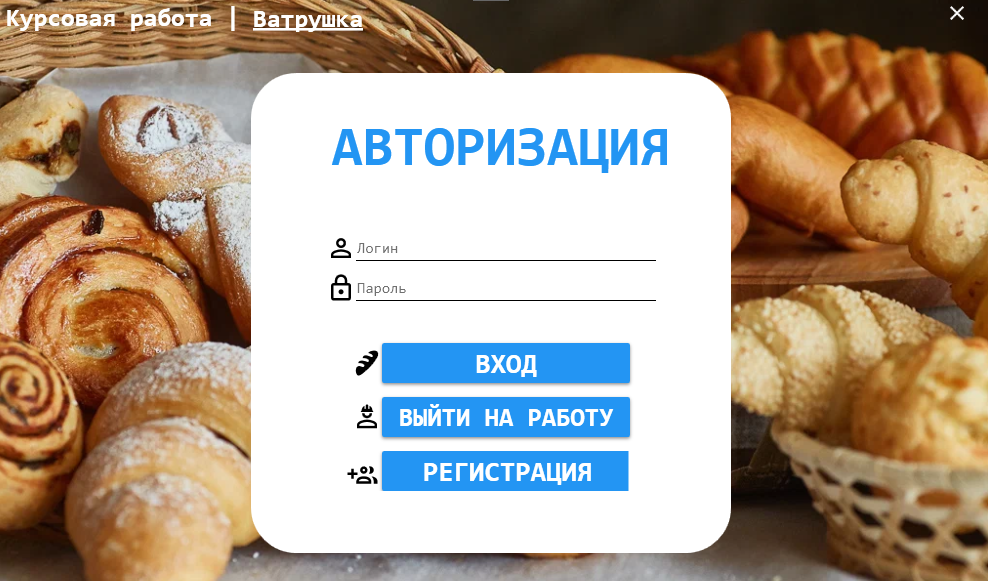 Курсовая работа | Ватрушка
АВТОРИЗАЦИЯ
Логин
Пароль
ВХОД
ВЫЙТИ НА РАБОТУ
РЕГИСТРАЦИЯ